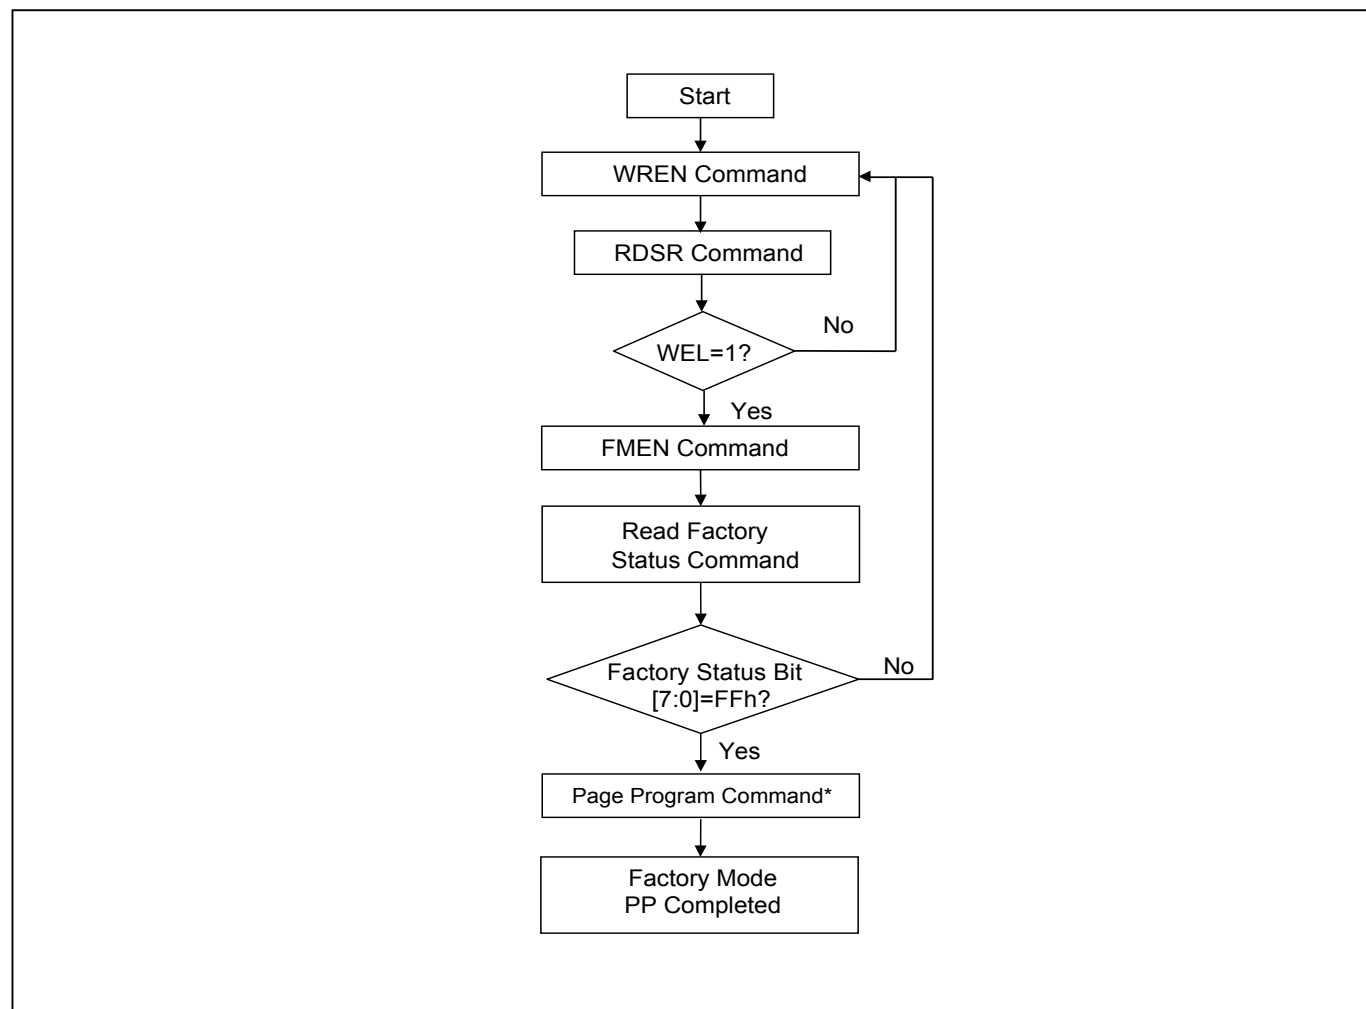 Start
WREN Command
RDSR Command
No
WEL=1?
Yes
FMEN Command
Read Factory
Status Command
Factory Status Bit
[7:0]=FFh?
No
Yes
Page Program Command*
Factory Mode
PP Completed